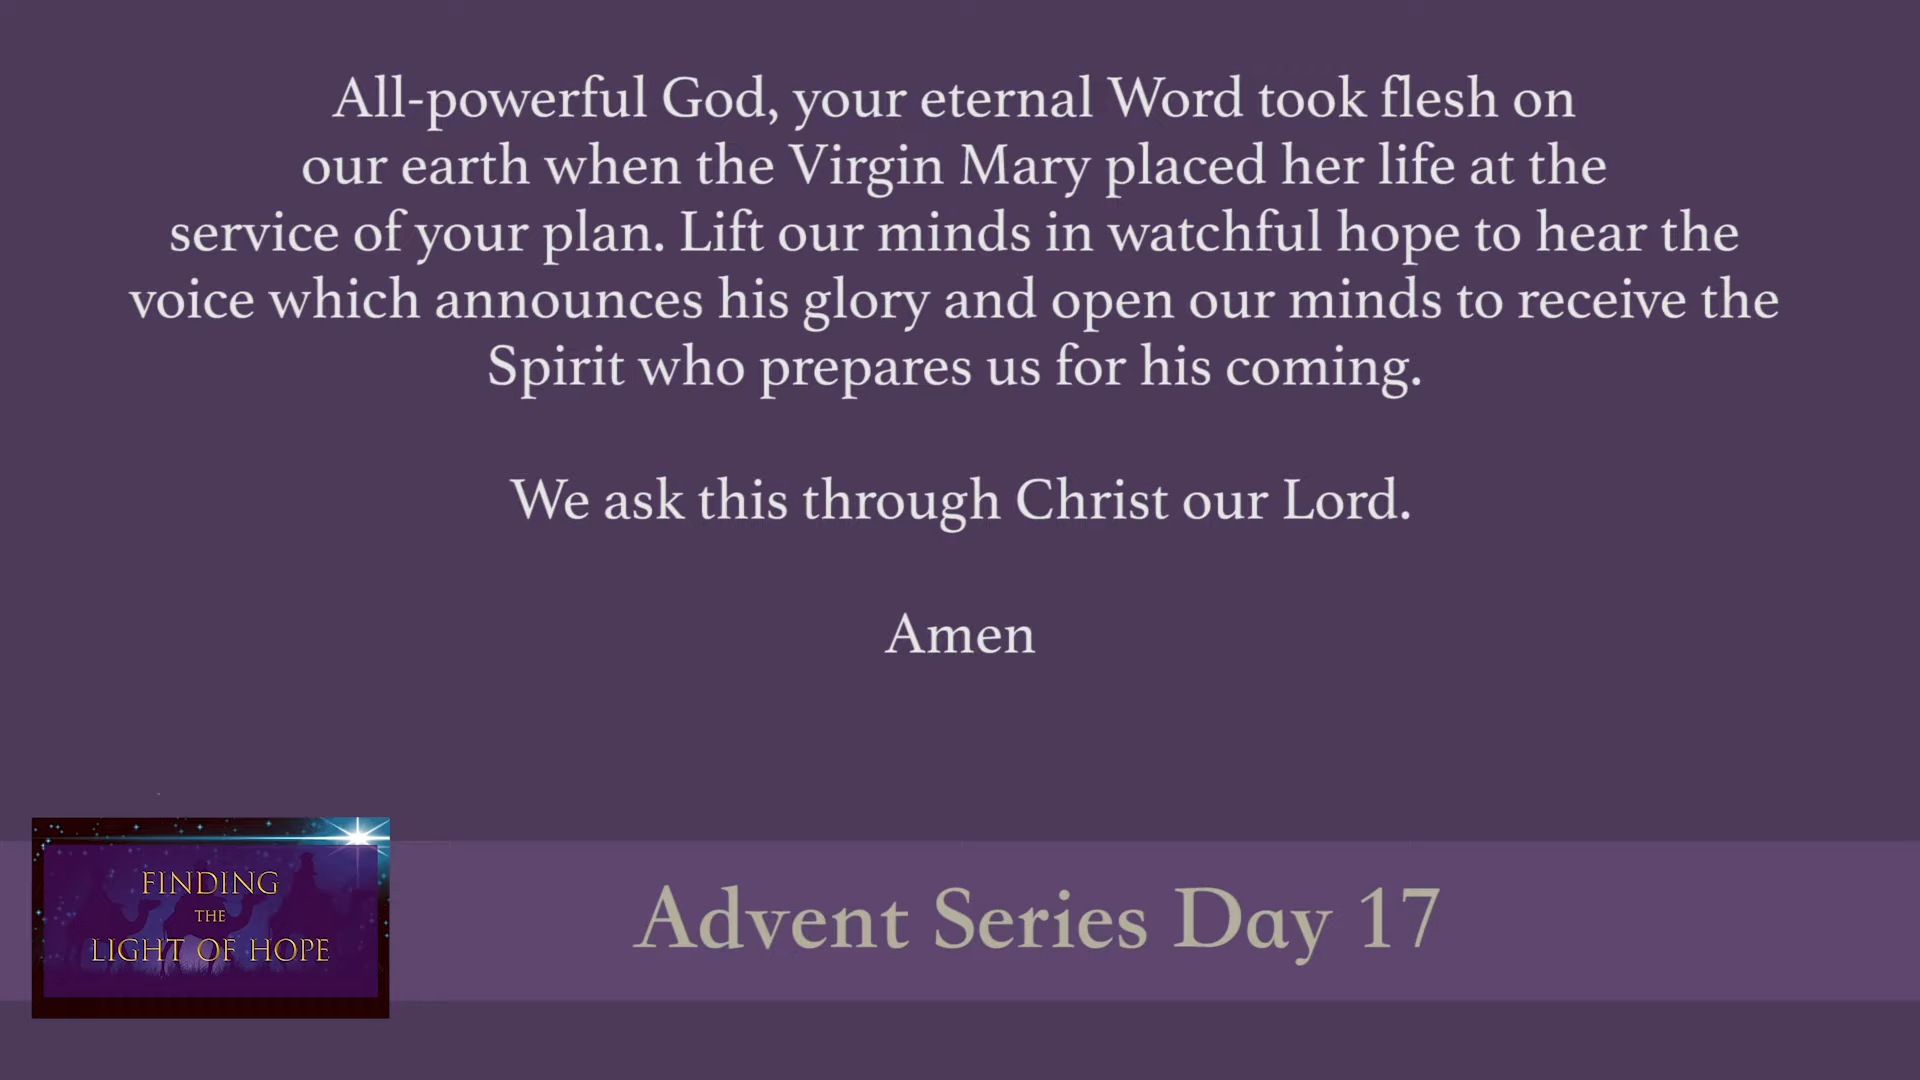 All-powerful God, your eternal Word took flesh on
our earth when the Virgin Mary placed her life at the
service of your plan. Lift our minds in watchful hope to hear the
voice which announces his glory and open our minds to receive the
Spirit who prepares us for his coming.
We ask this through Christ our Lord.
Amen
FINDING
THE
LIGHT OF HOPE
Advent Series Day 17